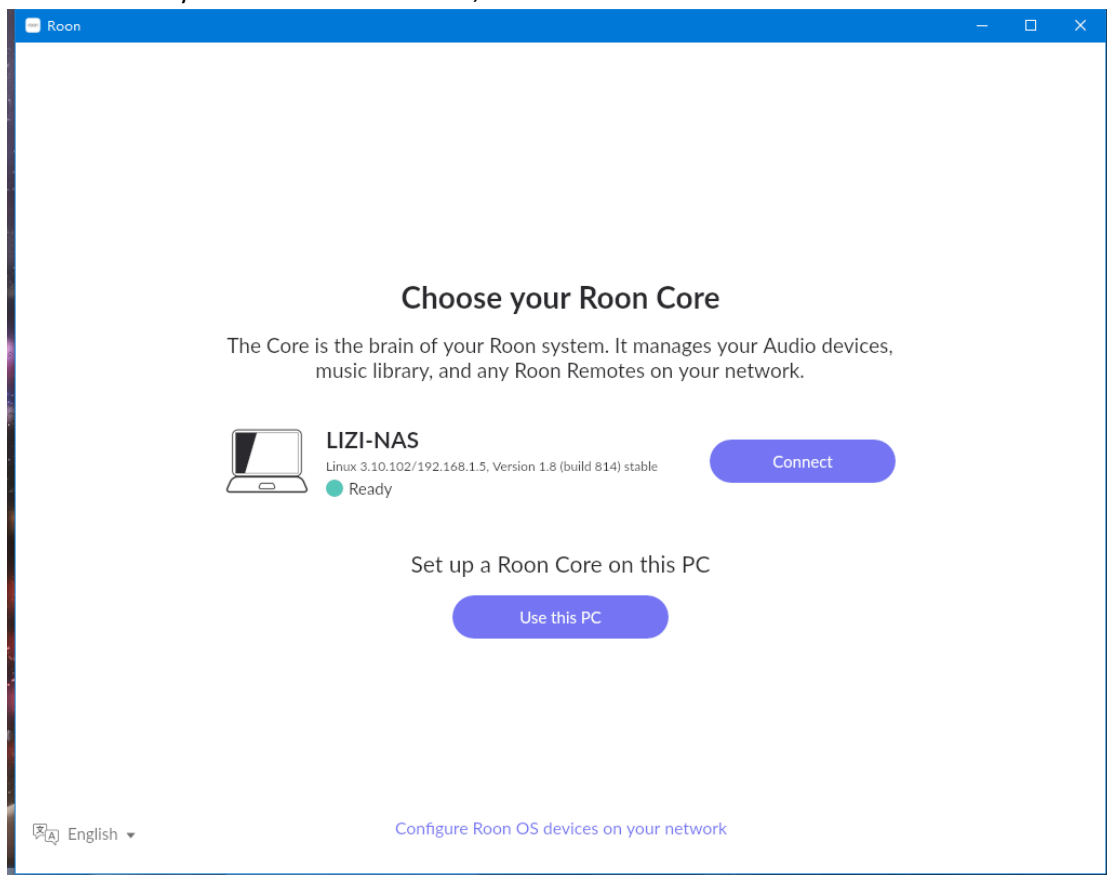 Roon
Choose your Roon Core
The Core is the brain of your Roon system. It manages your Audio devices,
music library, and any Roon Remotes on your network.
LIZI-NAS
Linux 3.10.102/192.168.1.5, Version 1.8 (build 814) stable
Connect
Ready
Set up a Roon Core on this PC
Use this PC
English
Configure Roon OS devices on your network